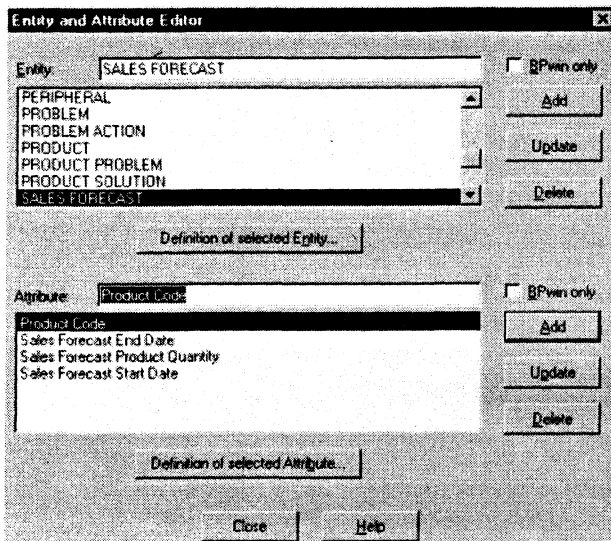 Entity and Attribute Editor
Entity: SALES FORECAST
BPwin only
PERIPHERAL
PROBLEM
PROBLEM ACTION
PRODUCT
PRODUCT PROBLEM
PRODUCT SOLUTION
SALES FORECAST
Add
Update
Delete
Definition of selected Entity...
Attribute: Product Code
BPwin only
Product Code
Sales Forecast End Date
Sales Forecast Product Quantity
Sales Forecast Start Date
Add
Update
Delete
Definition of selected Attribute...
Close Help